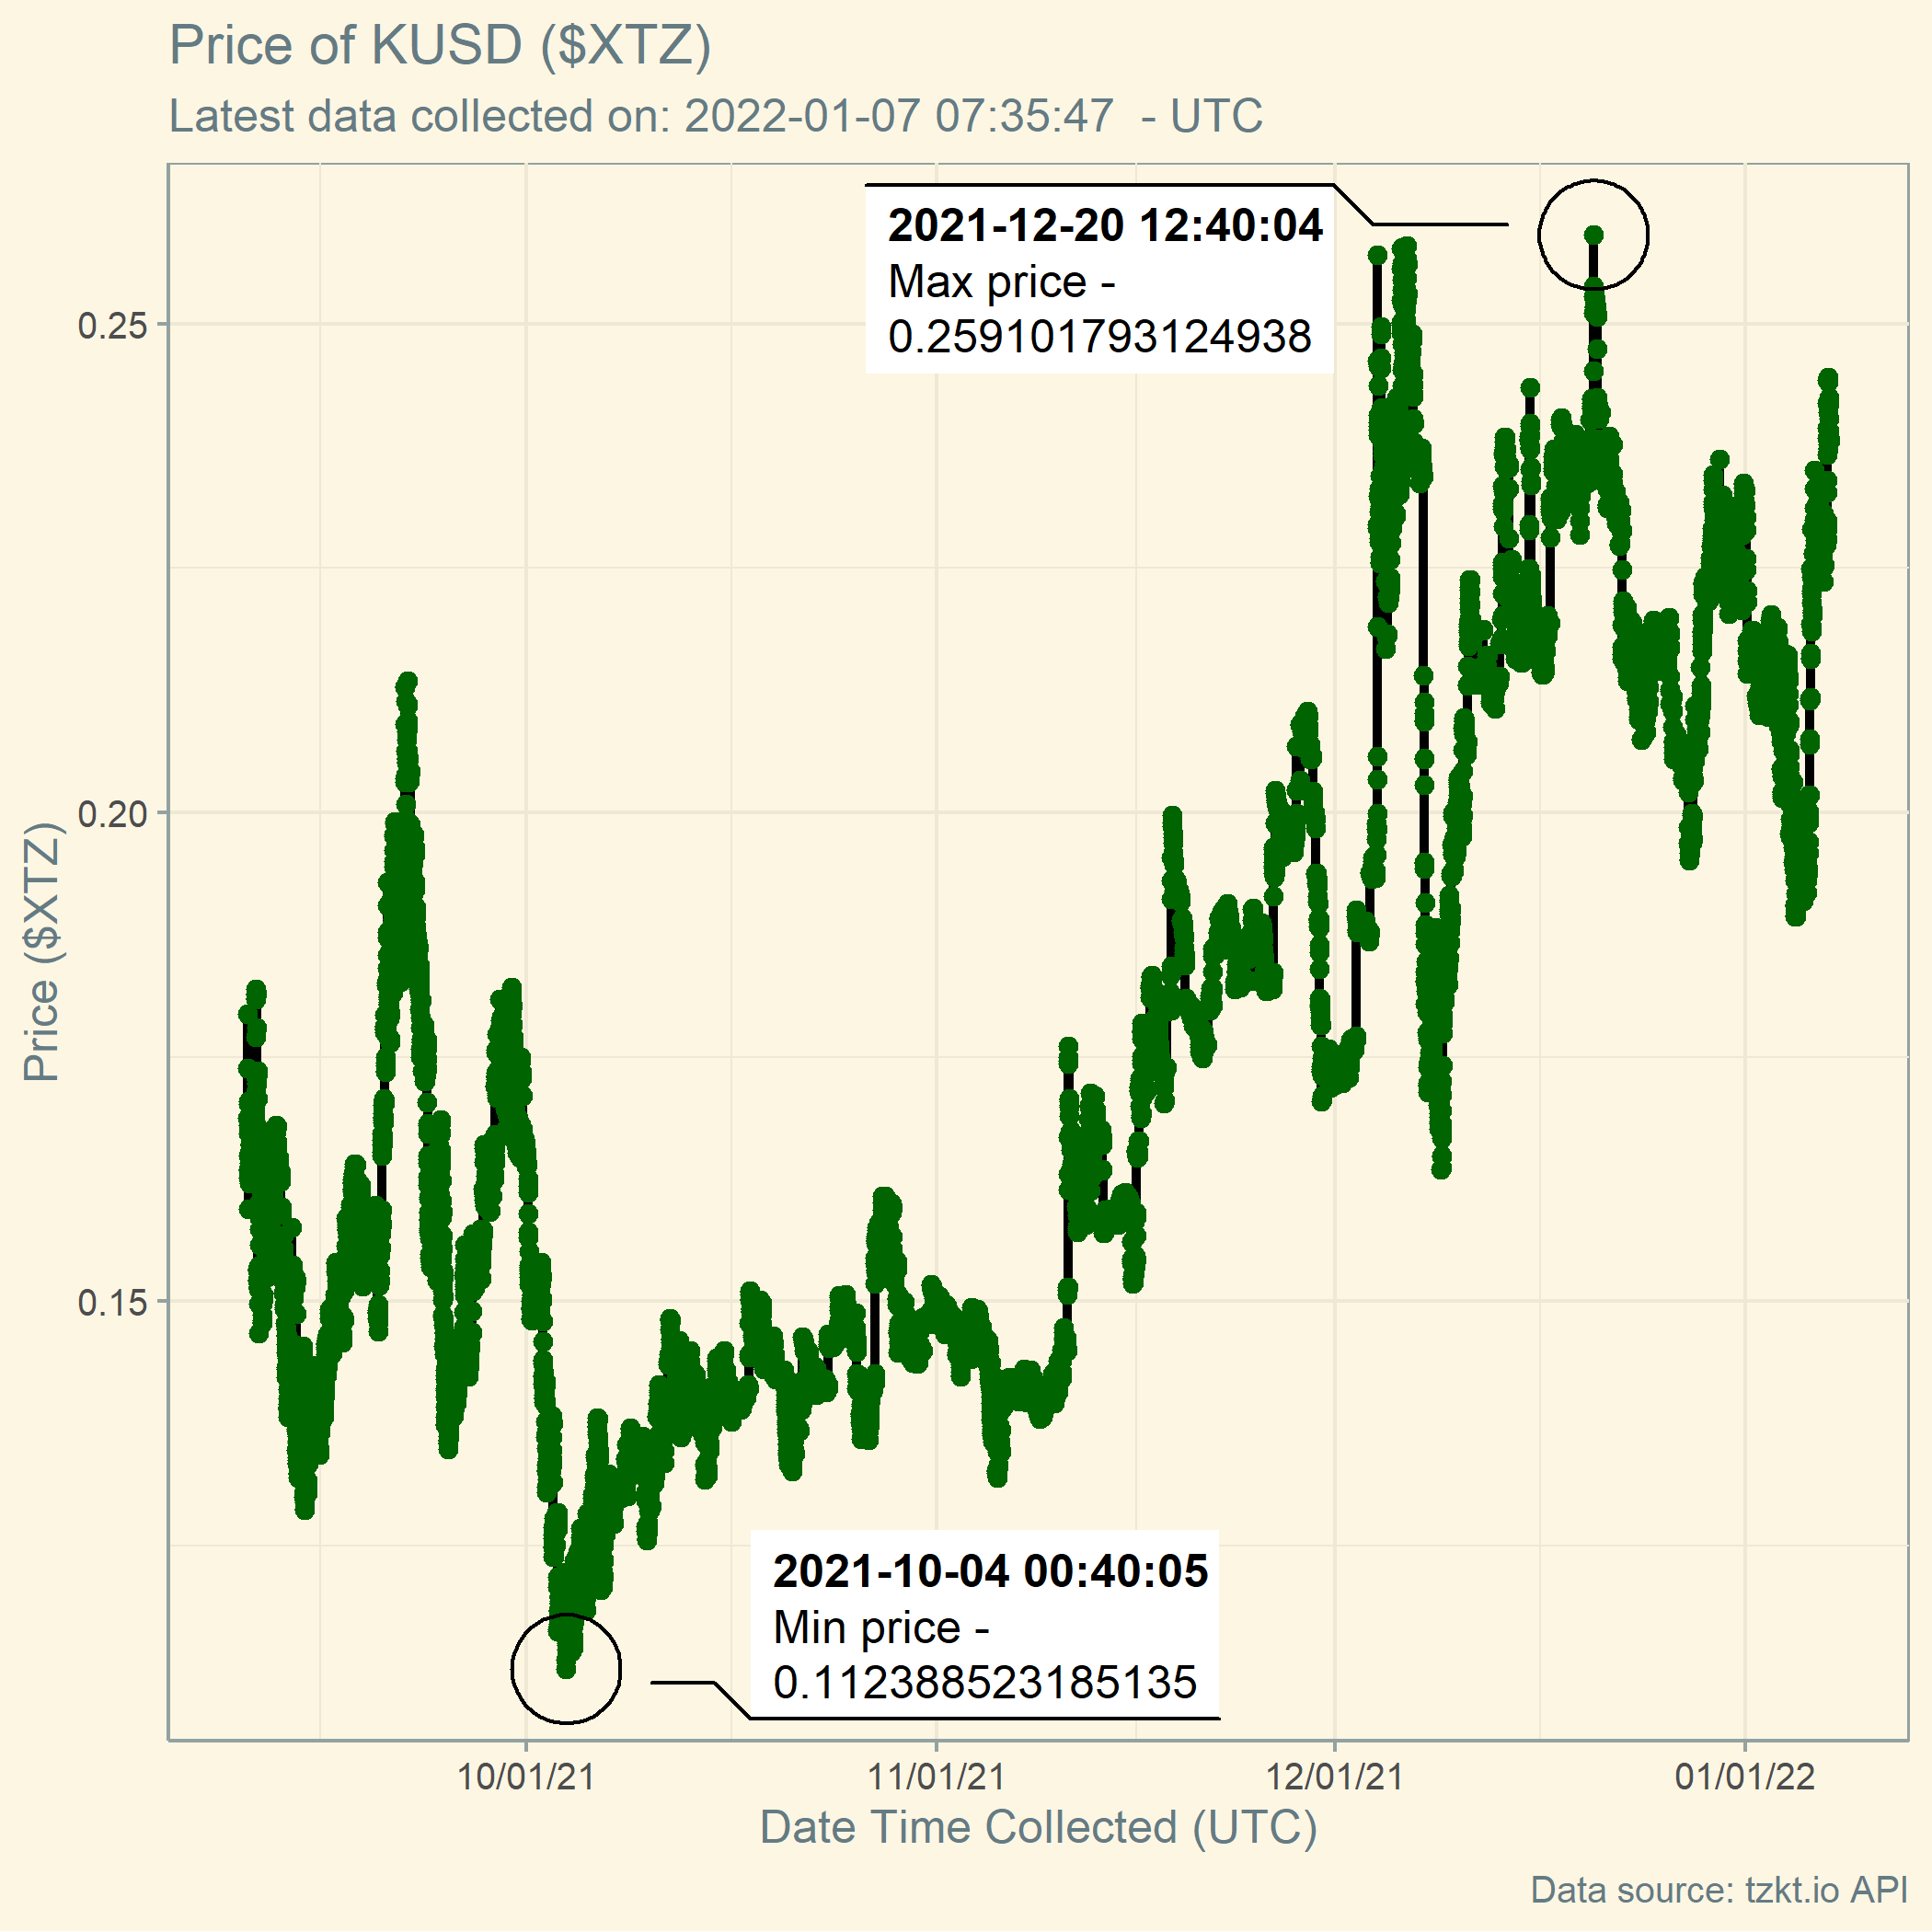 Price of KUSD ($XTZ)
Latest data collected on: 2022-01-07 07:35:47 - UTC
2021-12-20 12:40:04
Max price -
0.259101793124938
0.25
0.20
0.15
Price ($XTZ)
2021-10-04 00:40:05
Min price -
0.112388523185135
10/01/21
11/01/21
12/01/21
01/01/22
Date Time Collected (UTC)
Data source: tzkt.io API